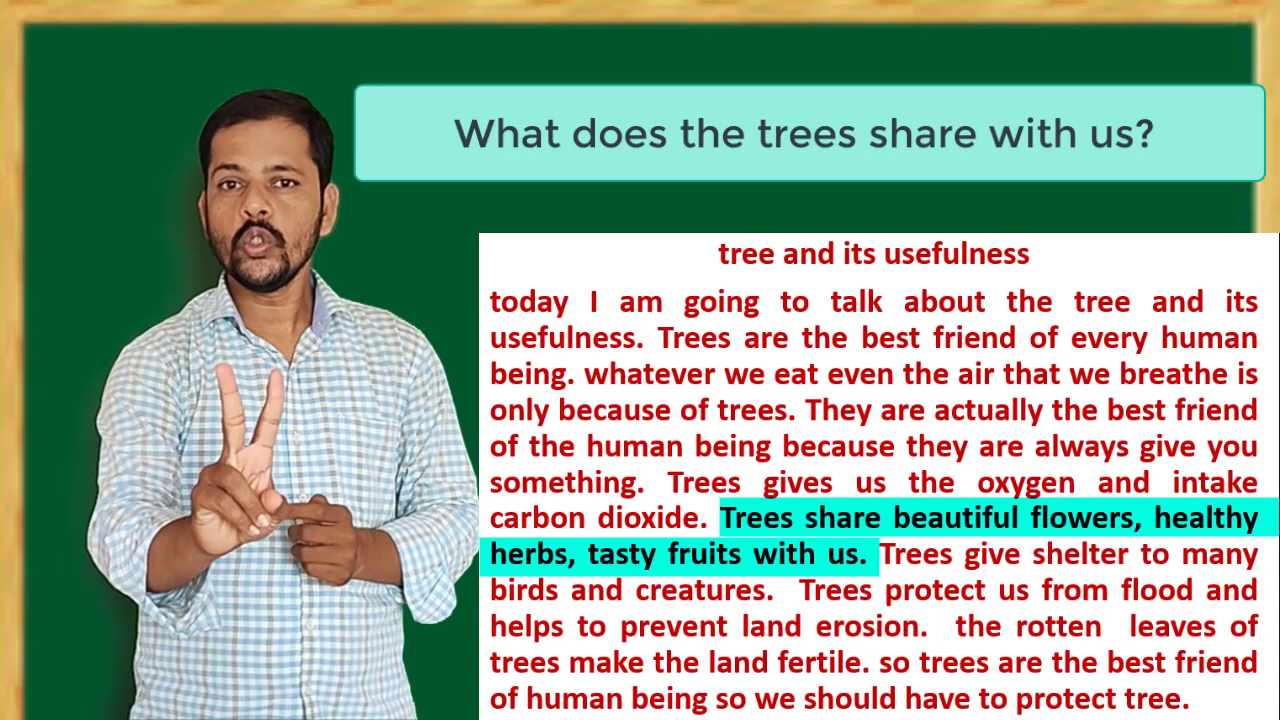 What does the trees share with us?
tree and its usefulness
today I am going to talk about the tree and its
usefulness. Trees are the best friend of every human
being. whatever we eat even the air that we breathe is
only because of trees. They are actually the best friend
of the human being because they are always give you
something. Trees gives us the oxygen and intake
carbon dioxide. Trees share beautiful flowers, healthy
herbs, tasty fruits with us. Trees give shelter to many
birds and creatures. Trees protect us from flood and
helps to prevent land erosion. the rotten leaves of
trees make the land fertile. so trees are the best friend
of human being so we should have to protect tree.